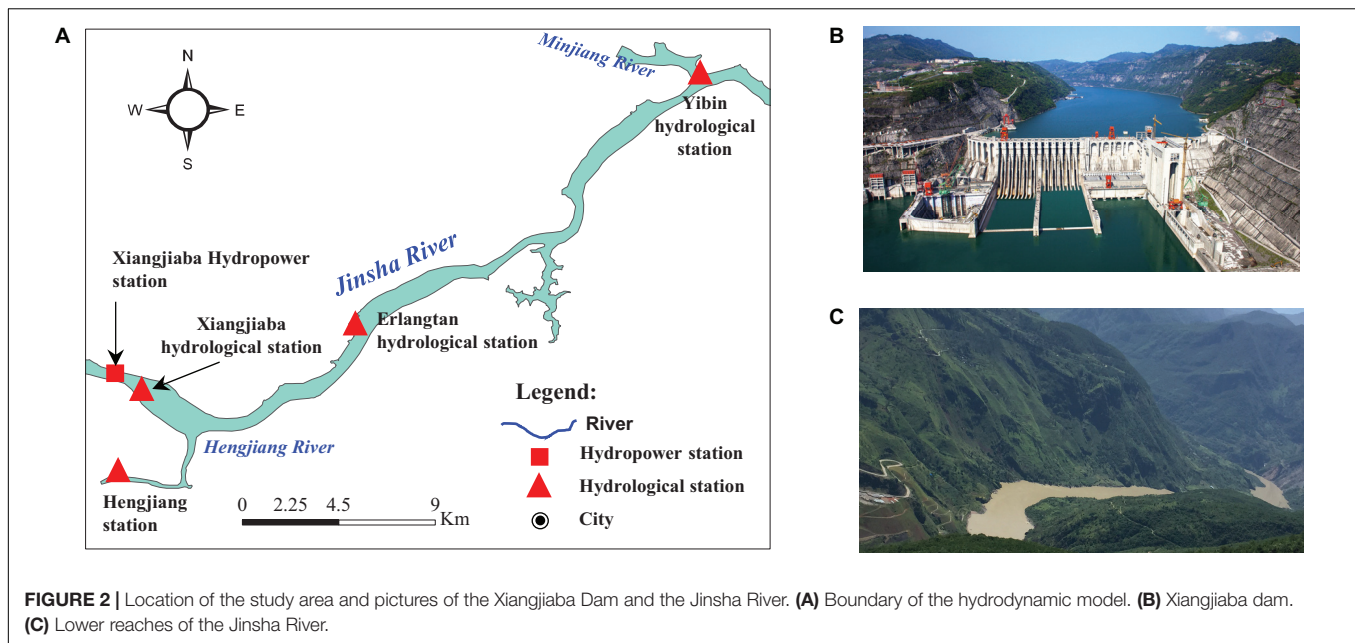 A
N
W
E
S
Minjiang River
Yibin
hydrological
station
Jinsha River
Xiangjiaba Hydropower
station
Xiangjiaba
hydrological station
Erlangtan
hydrological station
Hengjiang River
Hengjiang
station
0 2.25 4.5 9
Km
Legend:
River
Hydropower station
Hydrological station
City
B
C
FIGURE 2 | Location of the study area and pictures of the Xiangjiaba Dam and the Jinsha River. (A) Boundary of the hydrodynamic model. (B) Xiangjiaba dam.
(C) Lower reaches of the Jinsha River.